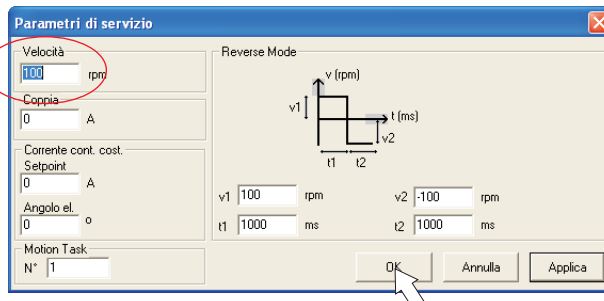 Parametri di servizio
Velocità
100 rpm
Coppia
0 A
Corrente cont. cost.
Setpoint
0 A
Angolo el.
0 °
Motion Task
N° 1
Reverse Mode
v (rpm)
v1
t (ms)
v2
t1 t2
v1 100 rpm v2 -100 rpm
t1 1000 ms t2 1000 ms
OK Annulla Applica